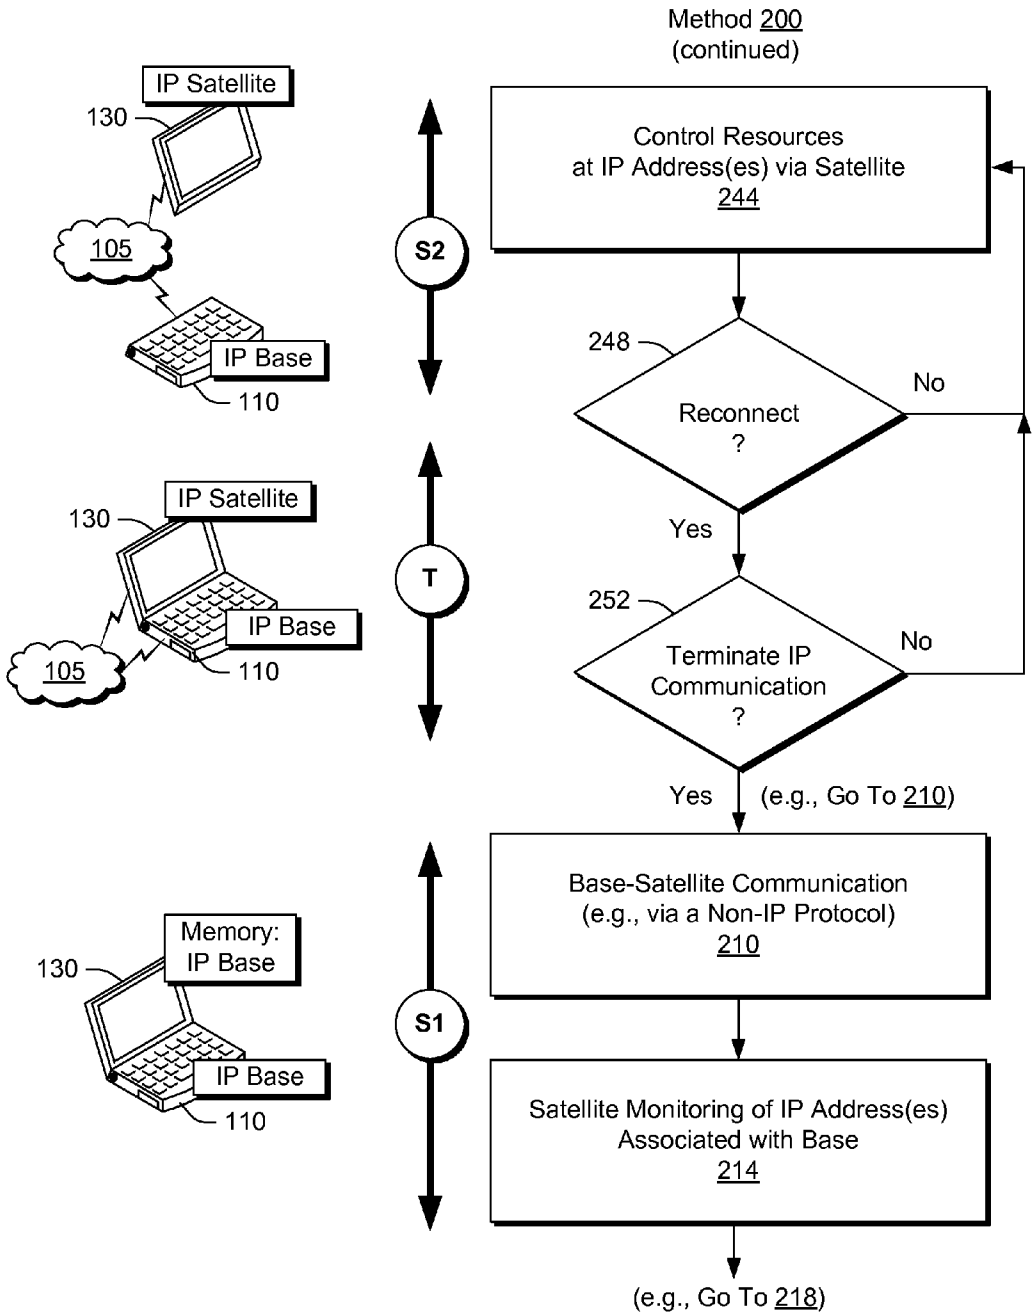 Method 200
(continued)
IP Satellite
130
105
IP Base
110
S2
Control Resources
at IP Address(es) via Satellite
244
248
Reconnect
?
No
Yes
IP Satellite
130
105
IP Base
110
T
252
Terminate IP
Communication
?
No
Yes
(e.g., Go To 210)
Memory:
IP Base
130
IP Base
110
S1
Base-Satellite Communication
(e.g., via a Non-IP Protocol)
210
Satellite Monitoring of IP Address(es)
Associated with Base
214
(e.g., Go To 218)